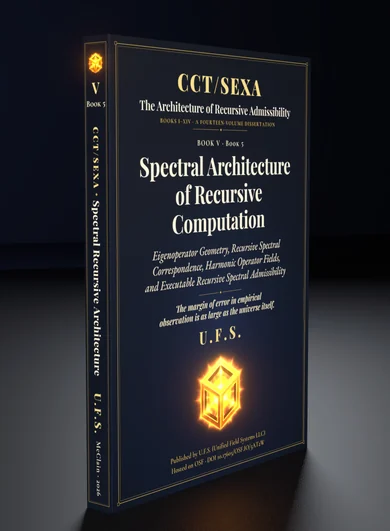 V
BOOK 5
CCT/SEXA • Spectral Recursive Architecture
U.F.S.
McClain • 2026
CCT/SEXA
The Architecture of Recursive Admissibility
BOOKS I–XIV · A FOURTEEN-VOLUME DISSERTATION
BOOK V · Book 5
Spectral Architecture
of Recursive
Computation
Eigenoperator Geometry, Recursive Spectral
Correspondence, Harmonic Operator Fields,
and Executable Recursive Spectral Admissibility
The margin of error in empirical
observation is as large as the universe itself.
U.F.S.
Published by U.F.S. (Unified Field Systems LLC)
Hosted on OSF · DOI